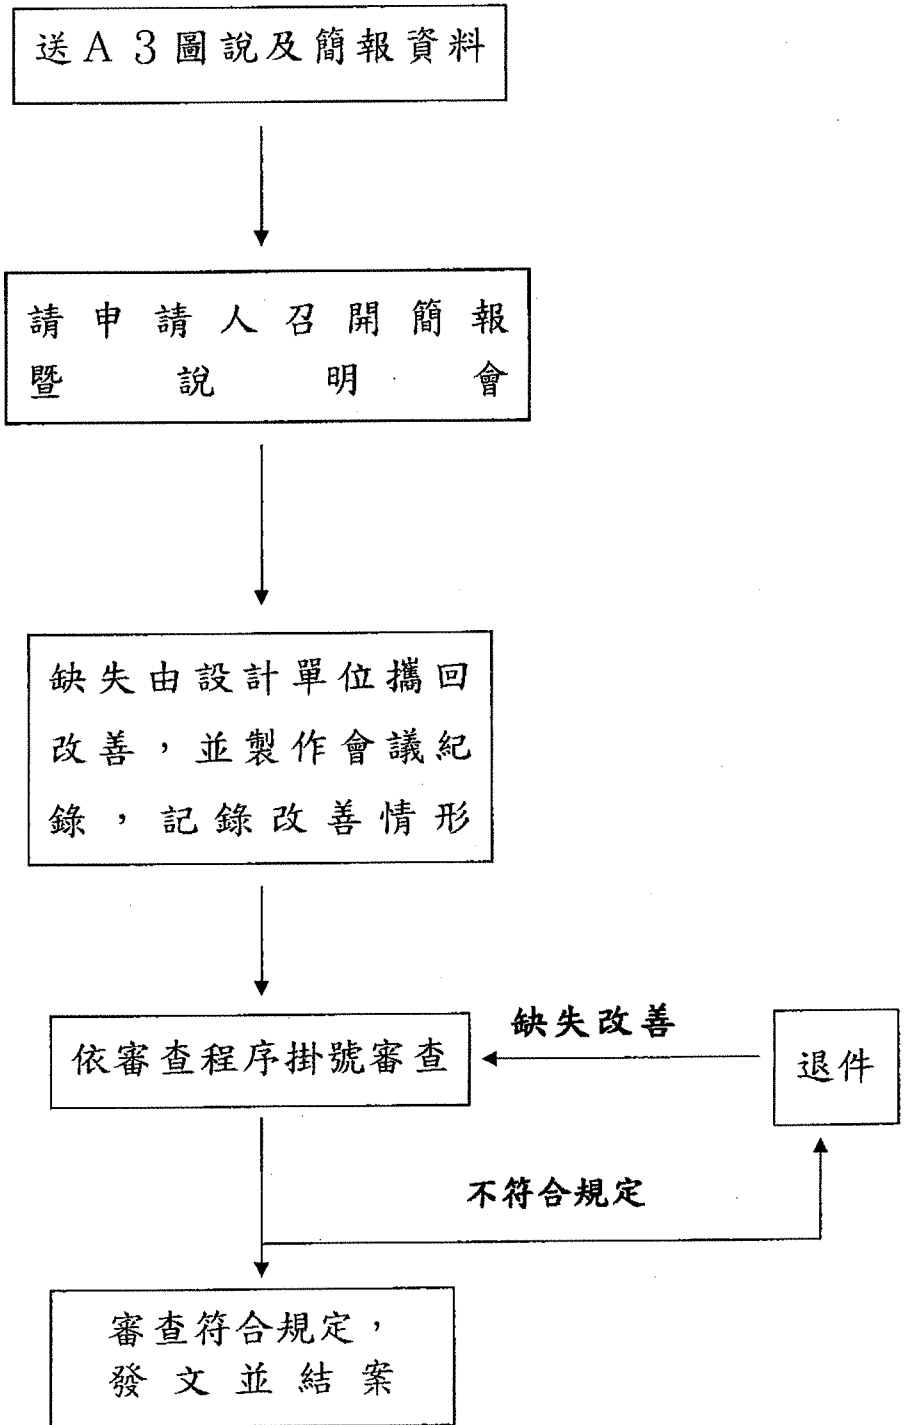 送A3圖說及簡報資料
請申請人召開簡報
暨說明會
缺失由設計單位攜回
改善，並製作會議紀
錄，記錄改善情形
缺失改善
依審查程序掛號審查
退件
不符合規定
審查符合規定，
發文並結案